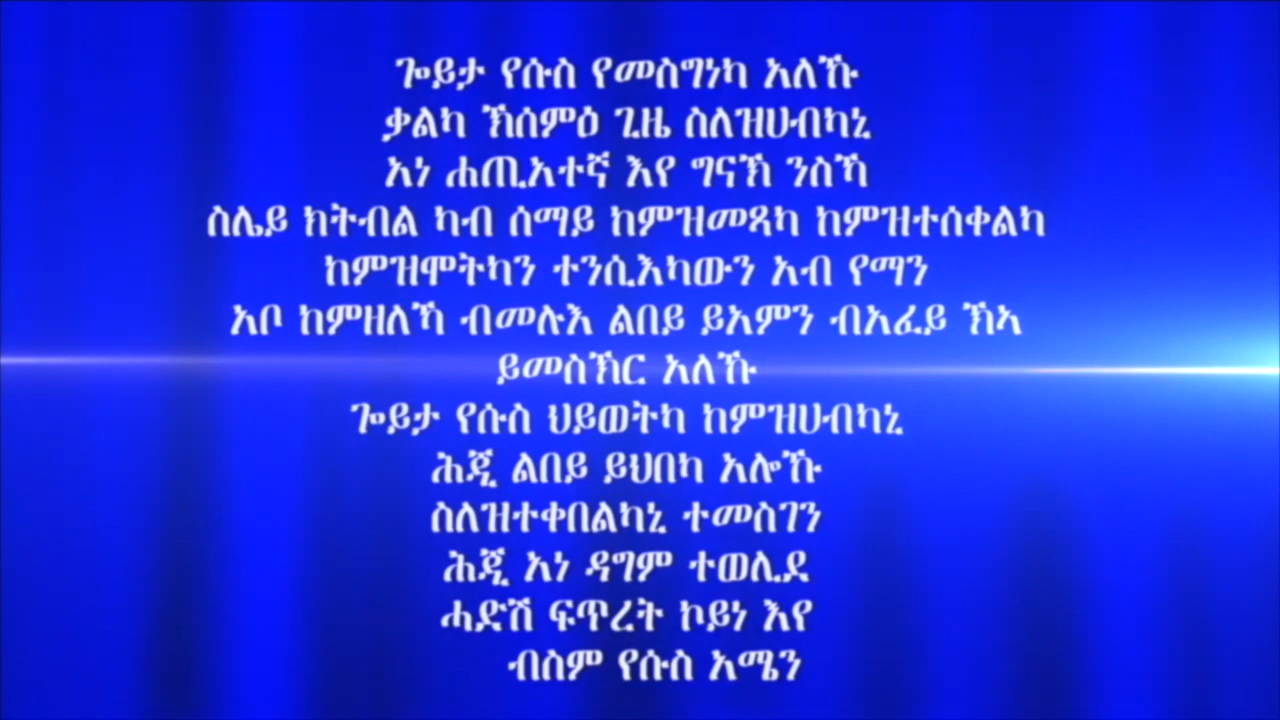 ጐይታ የሱስ የመስግነካ አለኹ
ቃልካ ኽሰምዕ ጊዜ ስለዝሀብካኒ
አነ ሐጢአተኛ እየ ግናኽ ንስኻ
ስሌይ ክትብል ካብ ሰማይ ከምዝመጻካ ከምዝተሰቀልካ
ከምዝሞትካን ተንሲእካውን አብ የማን
አቦ ከምዘለኻ ብመሉእ ልበይ ይአምን ብአፈይ ኽኣ
ይመስኽር አለኹ
ጐይታ የሱስ ህይወትካ ከምዝሀብካኒ
ሕጂ ልበይ ይህበካ አሎኹ
ስለዝተቀበልካኒ ተመስገን
ሕጂ አነ ዳግም ተወሊደ
ሓድሽ ፍጥረት ኮይነ እየ
ብስም የሱስ አሜን